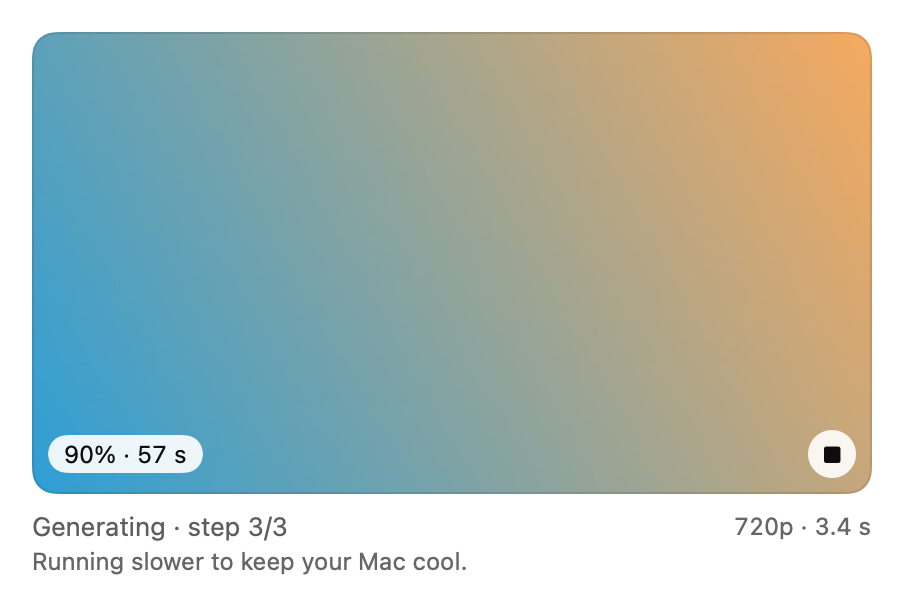 90% · 57 s
Generating · step 3/3
720p · 3.4 s
Running slower to keep your Mac cool.